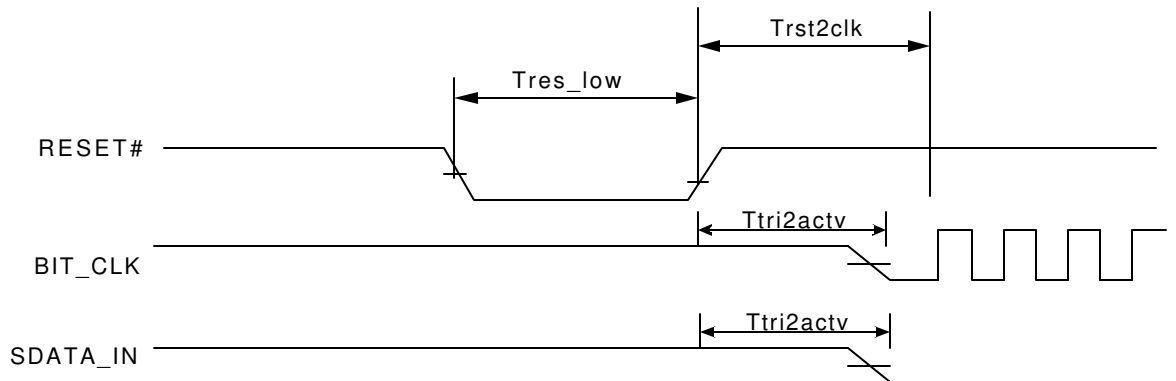 Trst2clk
Tres_low
RESET#
Ttri2actv
BIT_CLK
Ttri2actv
SDATA_IN